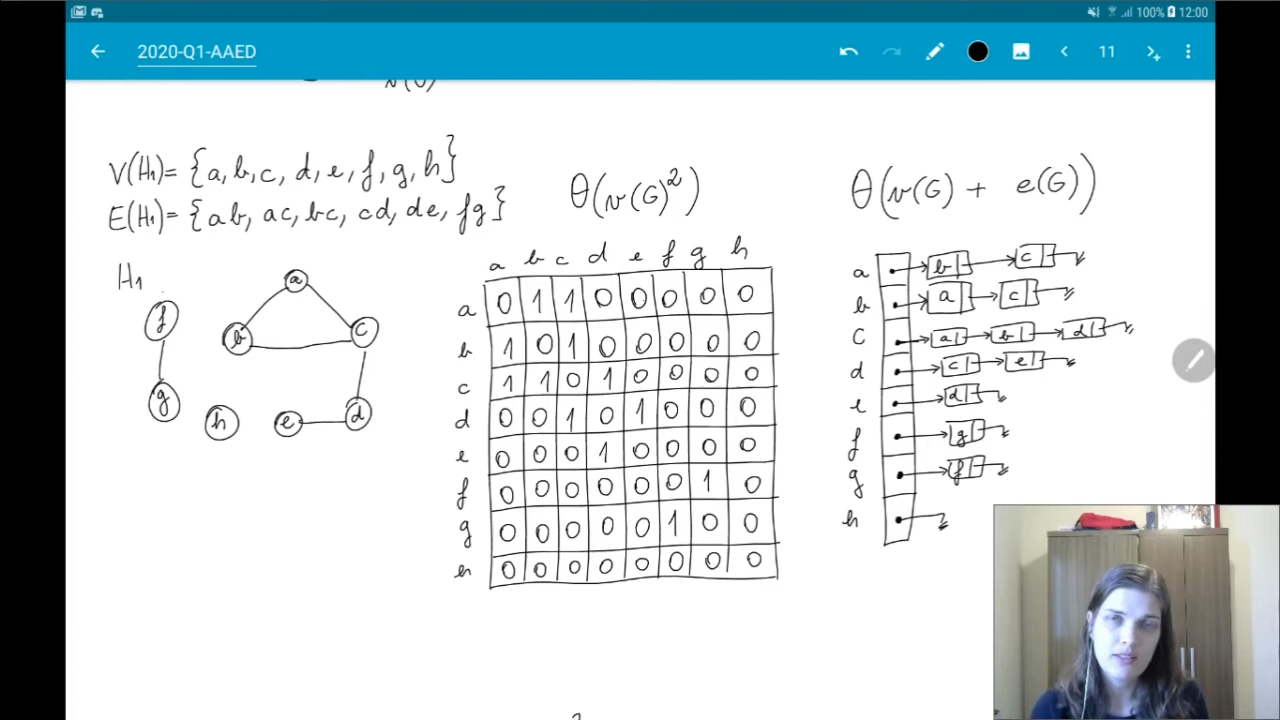 100% 12:00
2020-Q1-AAED 11
v(G)
V(H₁) = {a, b, c, d, e, f, g, h}
E(H₁) = {ab, ac, bc, cd, de, fg}
H₁
a
b
c
f
g
h
e
d
Θ(v(G)²)
a b c d e f g h
a 0 1 1 0 0 0 0 0
b 1 0 1 0 0 0 0 0
c 1 1 0 1 0 0 0 0
d 0 0 1 0 1 0 0 0
e 0 0 0 1 0 0 0 0
f 0 0 0 0 0 0 1 0
g 0 0 0 0 0 1 0 0
h 0 0 0 0 0 0 0 0
Θ(v(G) + e(G))
a b c
b a c
c a b d
d c e
e d
f g
g f
h